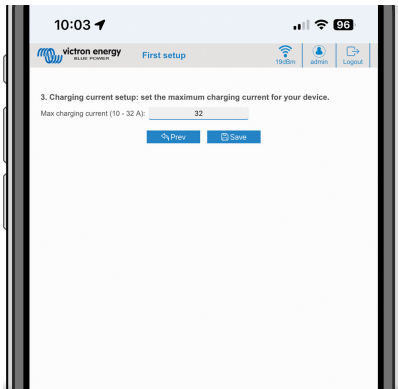 10:03
96
victron energy
BLUE POWER
First setup
19dBm
admin
Logout
3. Charging current setup: set the maximum charging current for your device.
Max charging current (10 - 32 A):
32
Prev
Save